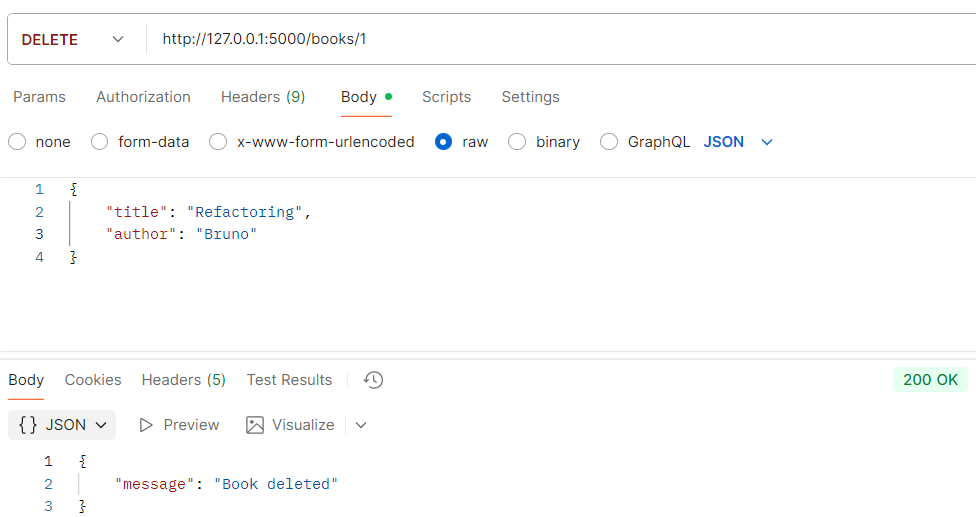 DELETE http://127.0.0.1:5000/books/1
Params Authorization Headers (9) Body Scripts Settings
none form-data x-www-form-urlencoded raw binary GraphQL JSON
1 {
2 "title": "Refactoring",
3 "author": "Bruno"
4 }
Body Cookies Headers (5) Test Results 200 OK
{} JSON Preview Visualize
1 {
2 "message": "Book deleted"
3 }